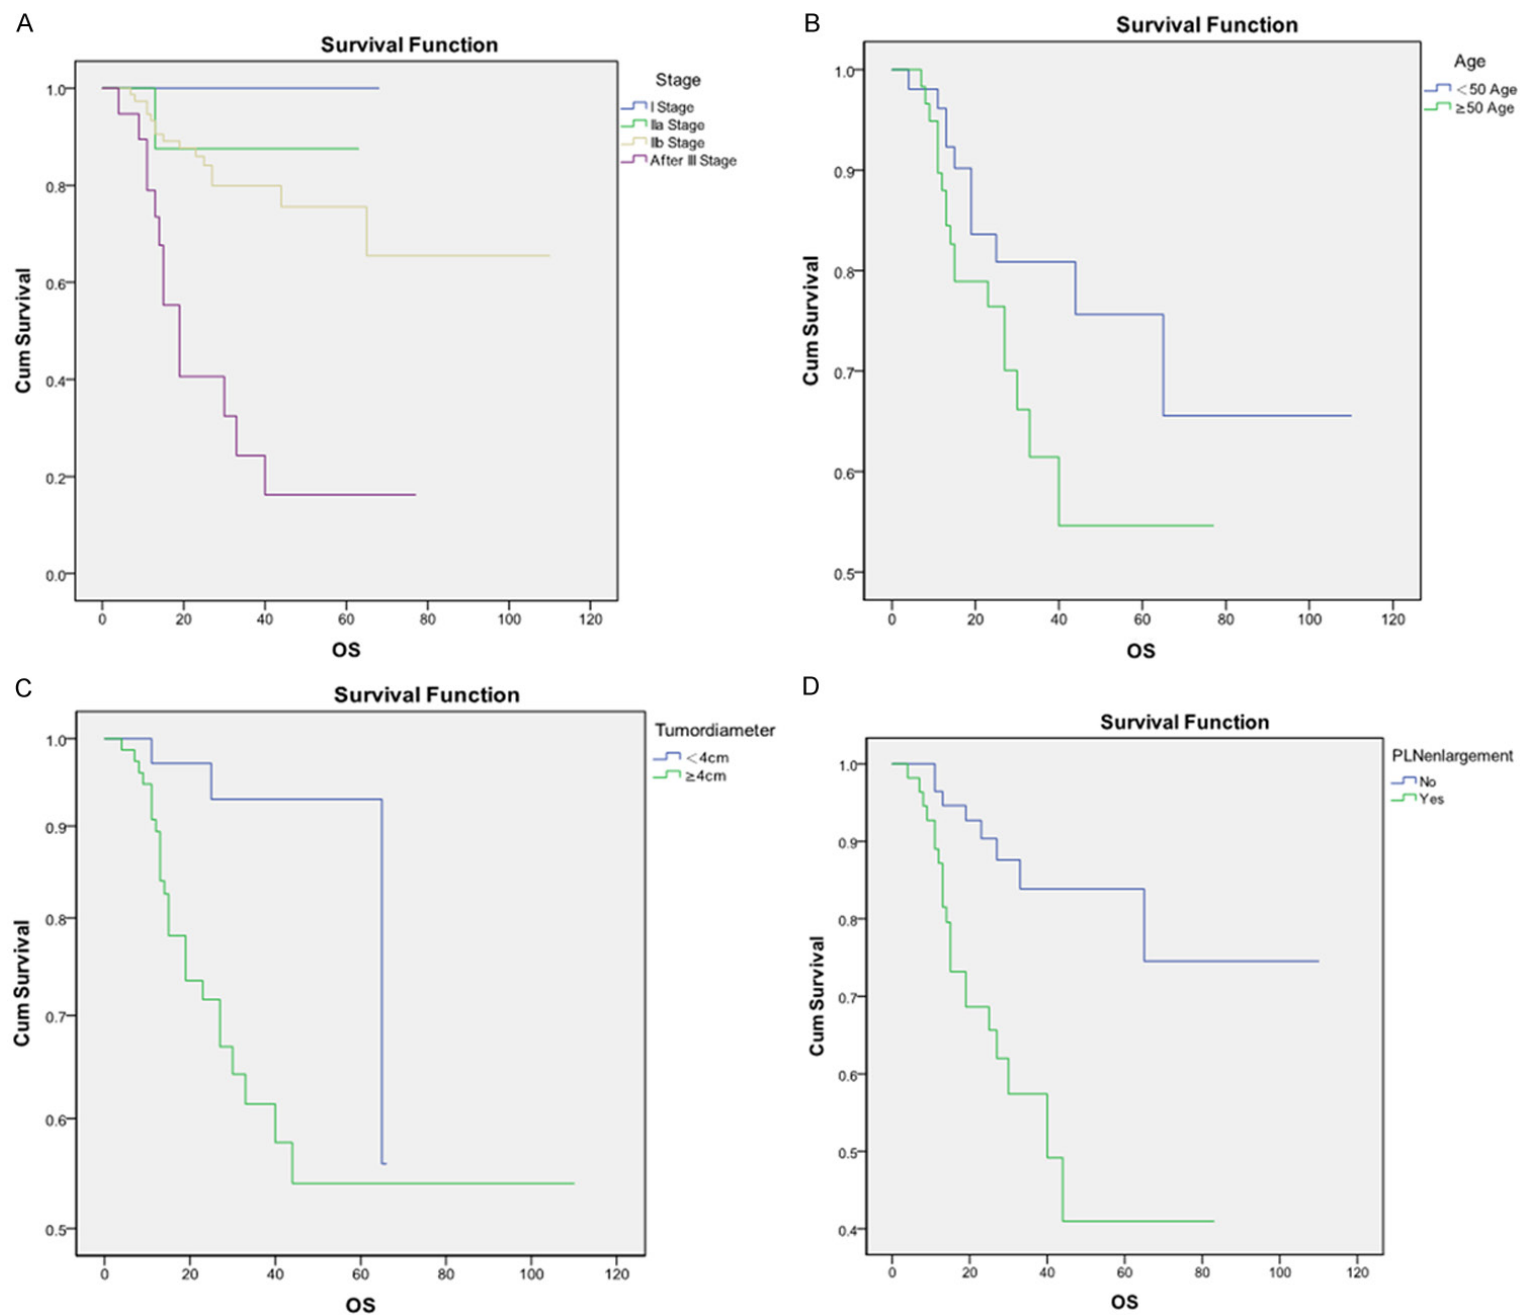 A
Survival Function
Stage
I Stage
IIa Stage
IIb Stage
After III Stage
1.0
0.8
0.6
0.4
0.2
0.0
Cum Survival
0 20 40 60 80 100 120
OS
B
Survival Function
Age
<50 Age
≥50 Age
1.0
0.9
0.8
0.7
0.6
0.5
Cum Survival
0 20 40 60 80 100 120
OS
C
Survival Function
Tumordiameter
<4cm
≥4cm
1.0
0.9
0.8
0.7
0.6
0.5
Cum Survival
0 20 40 60 80 100 120
OS
D
Survival Function
PLNenlargement
No
Yes
1.0
0.9
0.8
0.7
0.6
0.5
0.4
Cum Survival
0 20 40 60 80 100 120
OS